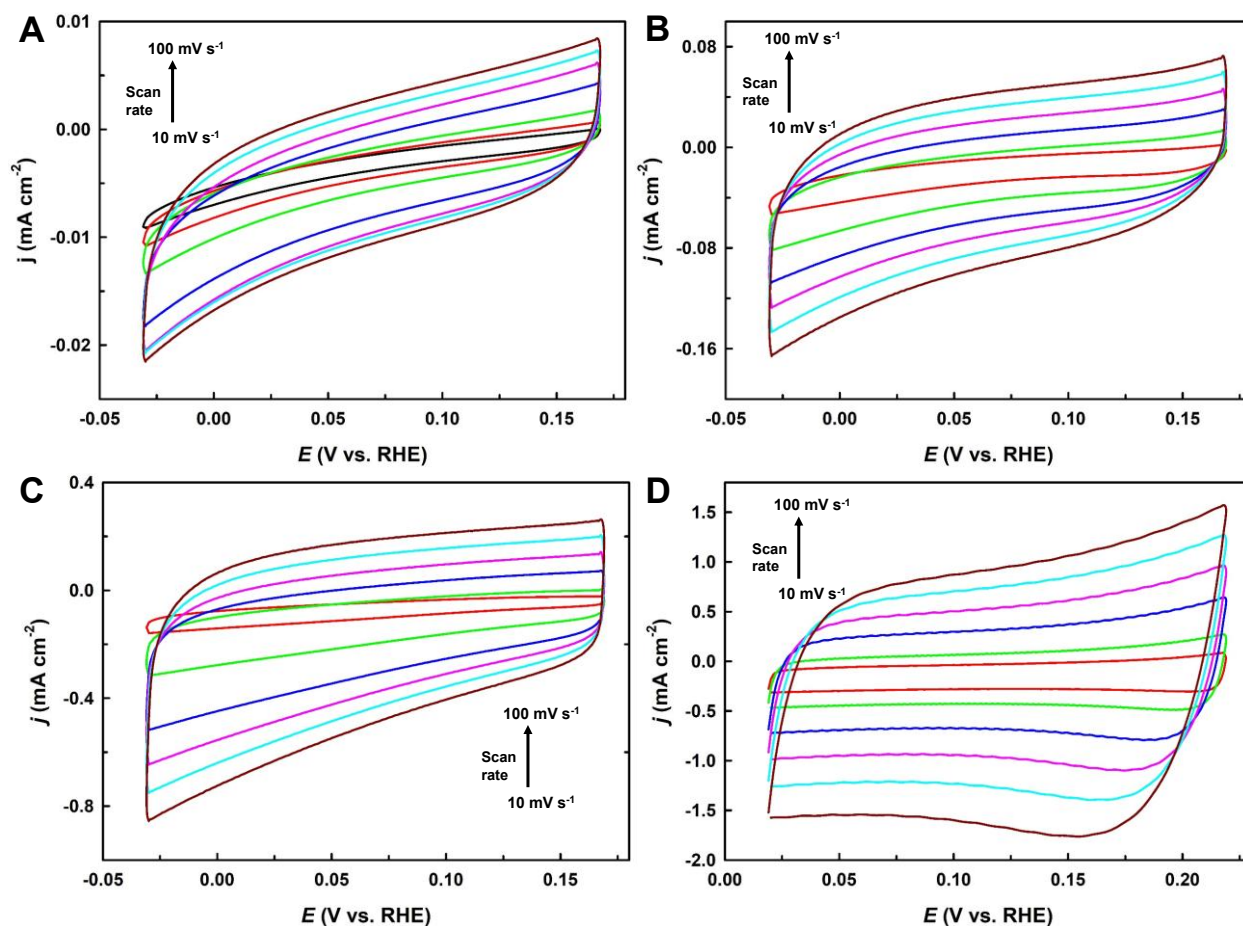 A
100 mV s⁻¹
Scan
rate
10 mV s⁻¹
0.01
0.00
-0.01
-0.02
j (mA cm⁻²)
-0.05 0.00 0.05 0.10 0.15
E (V vs. RHE)
B
100 mV s⁻¹
Scan
rate
10 mV s⁻¹
0.08
0.00
-0.08
-0.16
j (mA cm⁻²)
-0.05 0.00 0.05 0.10 0.15
E (V vs. RHE)
C
0.4
0.0
-0.4
-0.8
j (mA cm⁻²)
100 mV s⁻¹
Scan
rate
10 mV s⁻¹
-0.05 0.00 0.05 0.10 0.15
E (V vs. RHE)
D
100 mV s⁻¹
Scan
rate
10 mV s⁻¹
1.5
1.0
0.5
0.0
-0.5
-1.0
-1.5
-2.0
j (mA cm⁻²)
0.00 0.05 0.10 0.15 0.20
E (V vs. RHE)